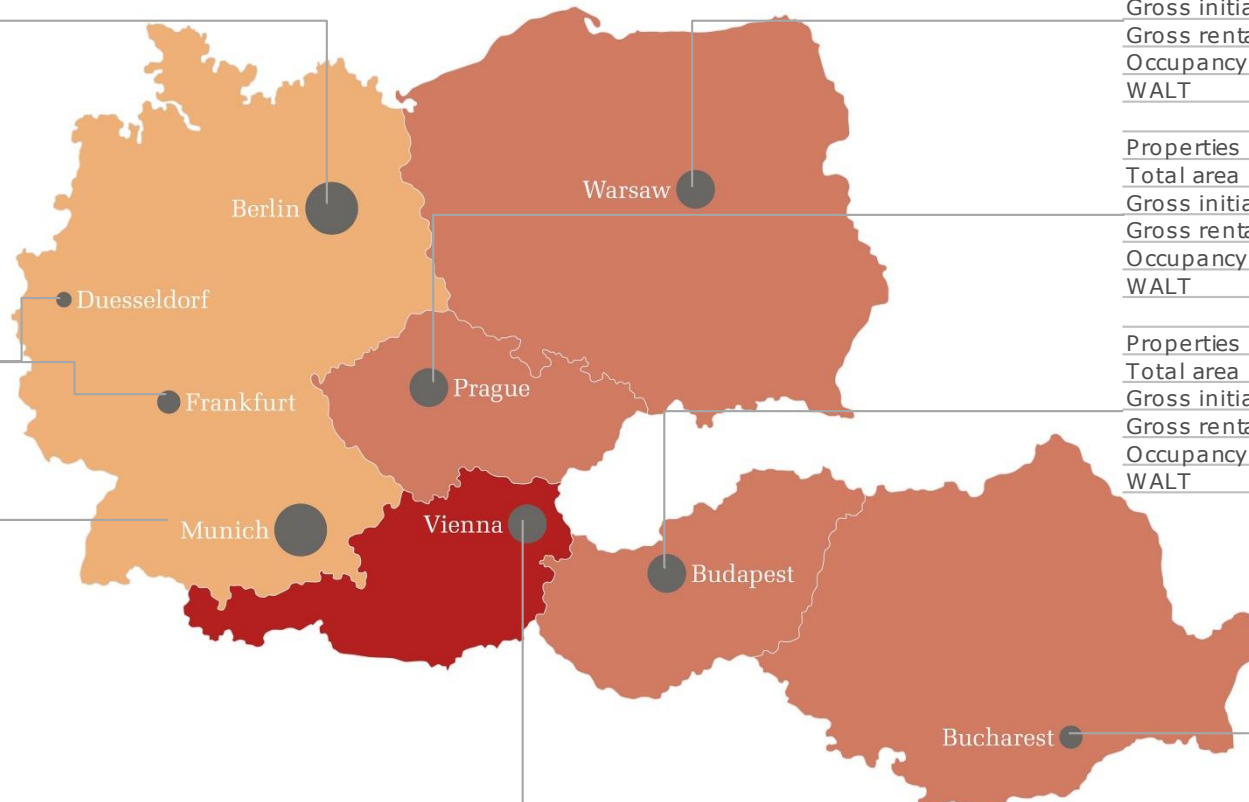 Gross initia
Gross renta
Occupancy
WALT
Properties
Total area
Gross initia
Gross renta
Occupancy
WALT
Properties
Total area
Gross initia
Gross renta
Occupancy
WALT
Berlin
Warsaw
Duesseldorf
Frankfurt
Prague
Munich
Vienna
Budapest
Bucharest